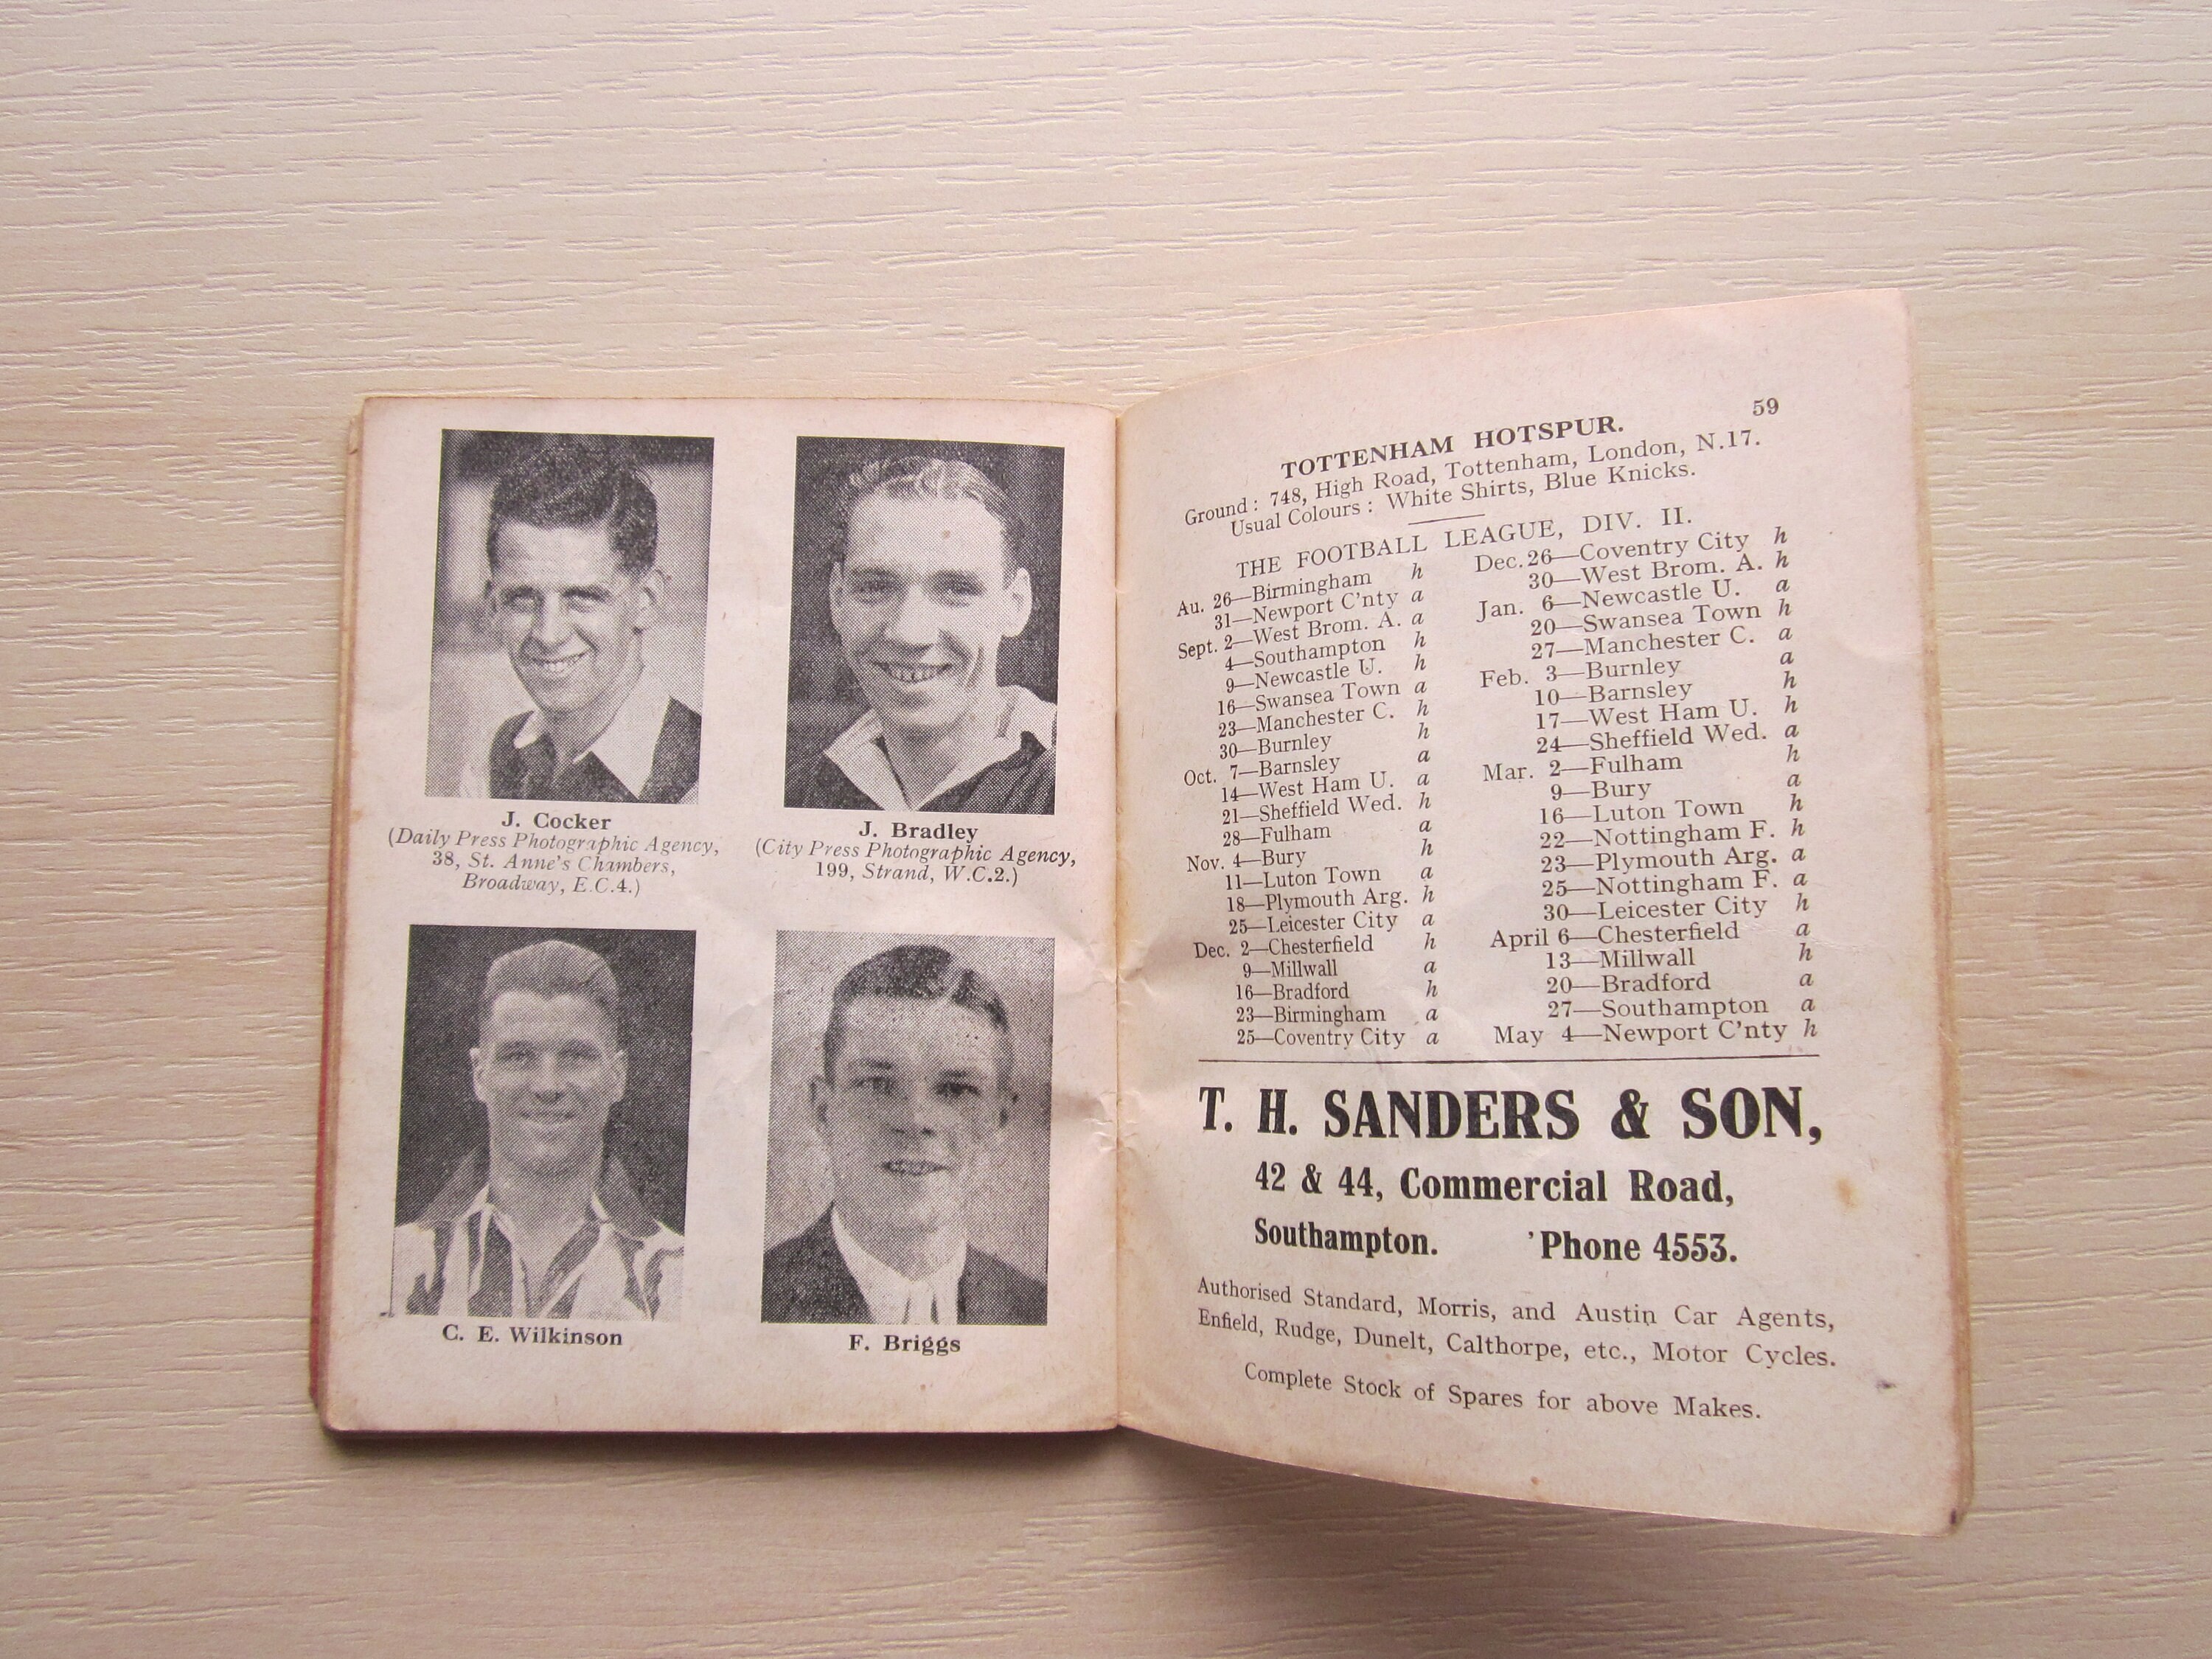 J. Cocker
(Daily Press Photographic Agency,
38, St. Anne's Chambers,
Broadway, E.C.4.)
J. Bradley
(City Press Photographic Agency,
199, Strand, W.C.2.)
C. E. Wilkinson
F. Briggs
59
TOTTENHAM HOTSPUR.
Ground : 748, High Road, Tottenham, London, N.17.
Usual Colours : White Shirts, Blue Knicks.
THE FOOTBALL LEAGUE, DIV. II.
Au. 26—Birmingham h
31—Newport C'nty a
Sept. 2—West Brom. A. a
4—Southampton h
9—Newcastle U. h
16—Swansea Town a
23—Manchester C. h
30—Burnley h
Oct. 7—Barnsley a
14—West Ham U. a
21—Sheffield Wed. h
28—Fulham a
Nov. 4—Bury h
11—Luton Town a
18—Plymouth Arg. h
25—Leicester City a
Dec. 2—Chesterfield h
9—Millwall a
16—Bradford h
23—Birmingham a
25—Coventry City a
Dec. 26—Coventry City h
30—West Brom. A. h
Jan. 6—Newcastle U. a
20—Swansea Town h
27—Manchester C. a
Feb. 3—Burnley a
10—Barnsley h
17—West Ham U. h
24—Sheffield Wed. a
Mar. 2—Fulham h
9—Bury a
16—Luton Town h
22—Nottingham F. h
23—Plymouth Arg. a
25—Nottingham F. a
30—Leicester City h
April 6—Chesterfield a
13—Millwall h
20—Bradford a
27—Southampton a
May 4—Newport C'nty h
T. H. SANDERS & SON,
42 & 44, Commercial Road,
Southampton. 'Phone 4553.
Authorised Standard, Morris, and Austin Car Agents,
Enfield, Rudge, Dunelt, Calthorpe, etc., Motor Cycles.
Complete Stock of Spares for above Makes.